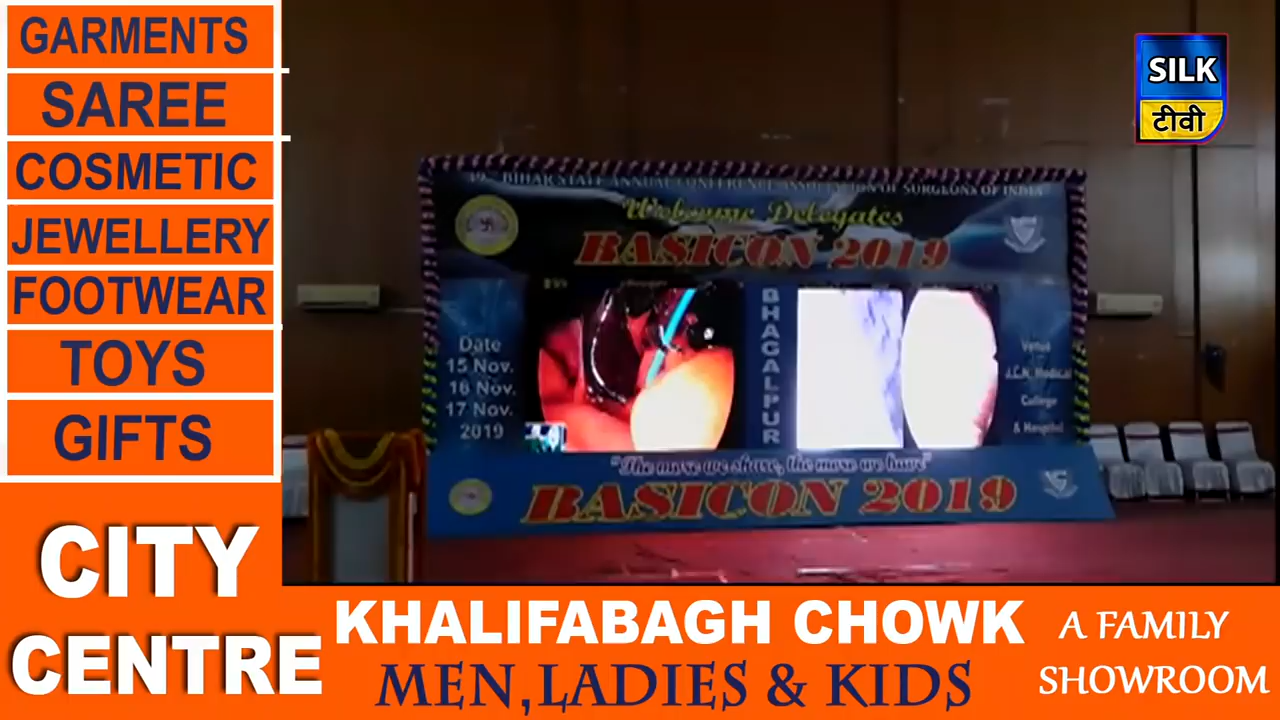 GARMENTS
SAREE
COSMETIC
JEWELLERY
FOOTWEAR
TOYS
GIFTS
CITY
CENTRE
KHALIFABAGH CHOWK
MEN,LADIES & KIDS
A FAMILY
SHOWROOM
SILK
टीवी
BIHAR STATE ANNUAL CONFERENCE ASSOCIATION OF SURGEONS OF INDIA
Welcome Delegates
BASICON 2019
Date
15 Nov.
16 Nov.
17 Nov.
2019
BHAGALPUR
Venue
Medical
College
& Hospital
"The more we share, the more we have"
BASICON 2019